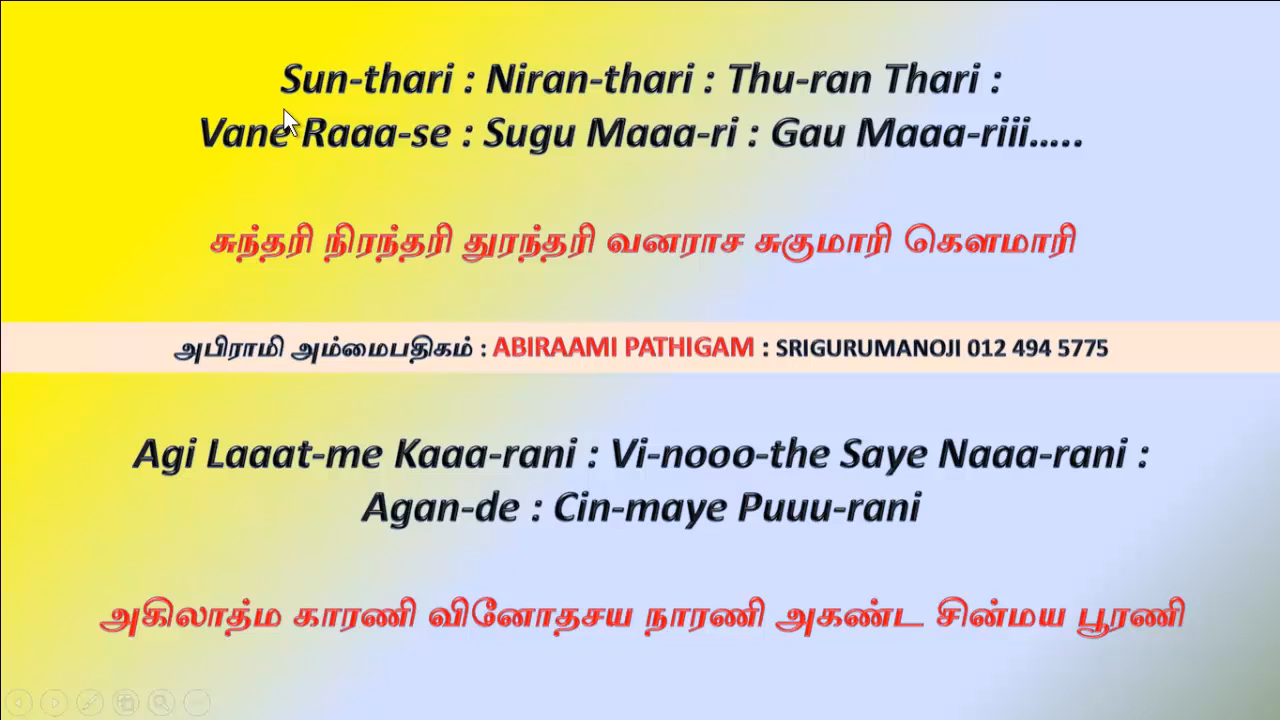 Sun-thari : Niran-thari : Thu-ran Thari :
Vane Raaa-se : Sugu Maaa-ri : Gau Maaa-riii.....
சுந்தரி நிரந்தரி துரந்தரி வனராச சுகுமாரி கௌமாரி
அபிராமி அம்மைபதிகம் : ABIRAAMI PATHIGAM : SRIGURUMANOJI 012 494 5775
Agi Laaat-me Kaaa-rani : Vi-nooo-the Saye Naaa-rani :
Agan-de : Cin-maye Puuu-rani
அகிலாத்ம காரணி வினோதசய நாரணி அகண்ட சின்மய பூரணி